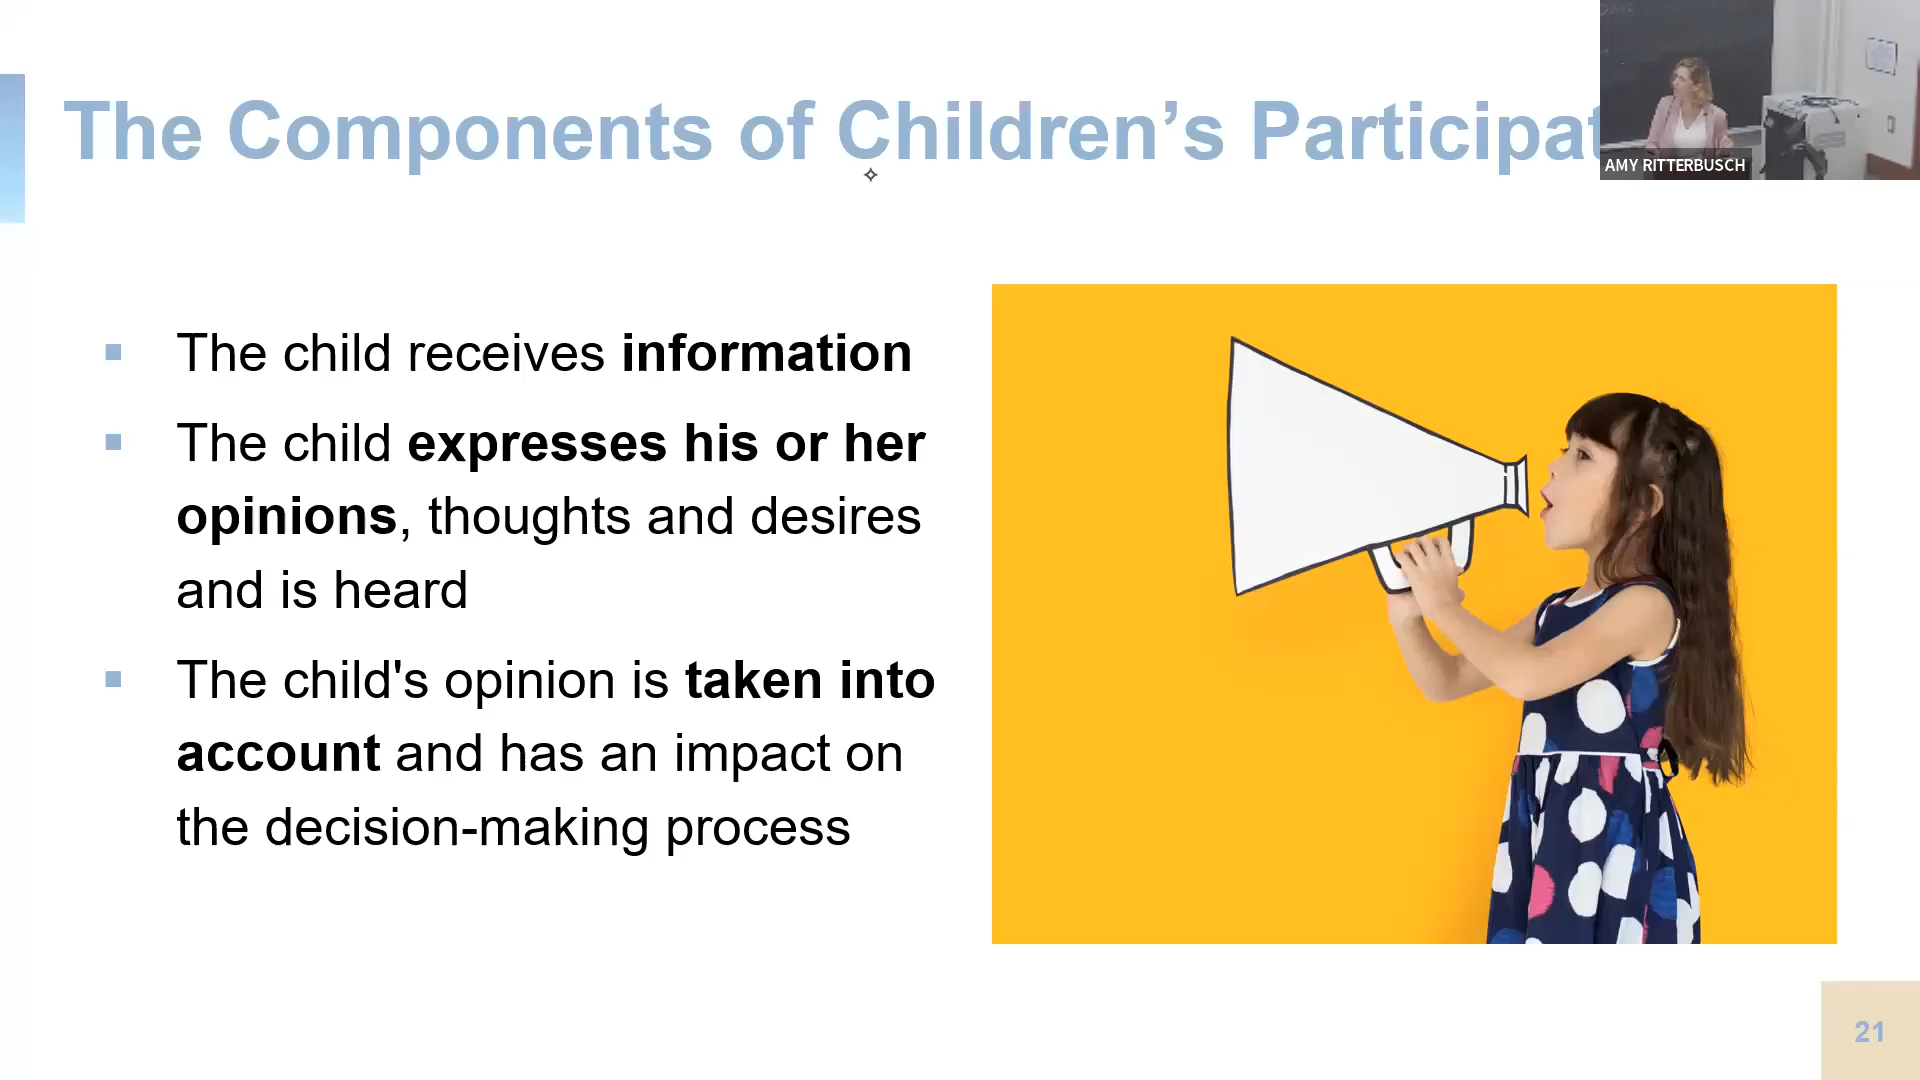 The Components of Children’s Participat
AMY RITTERBUSCH
▪ The child receives information
▪ The child expresses his or her
opinions, thoughts and desires
and is heard
▪ The child's opinion is taken into
account and has an impact on
the decision-making process
21